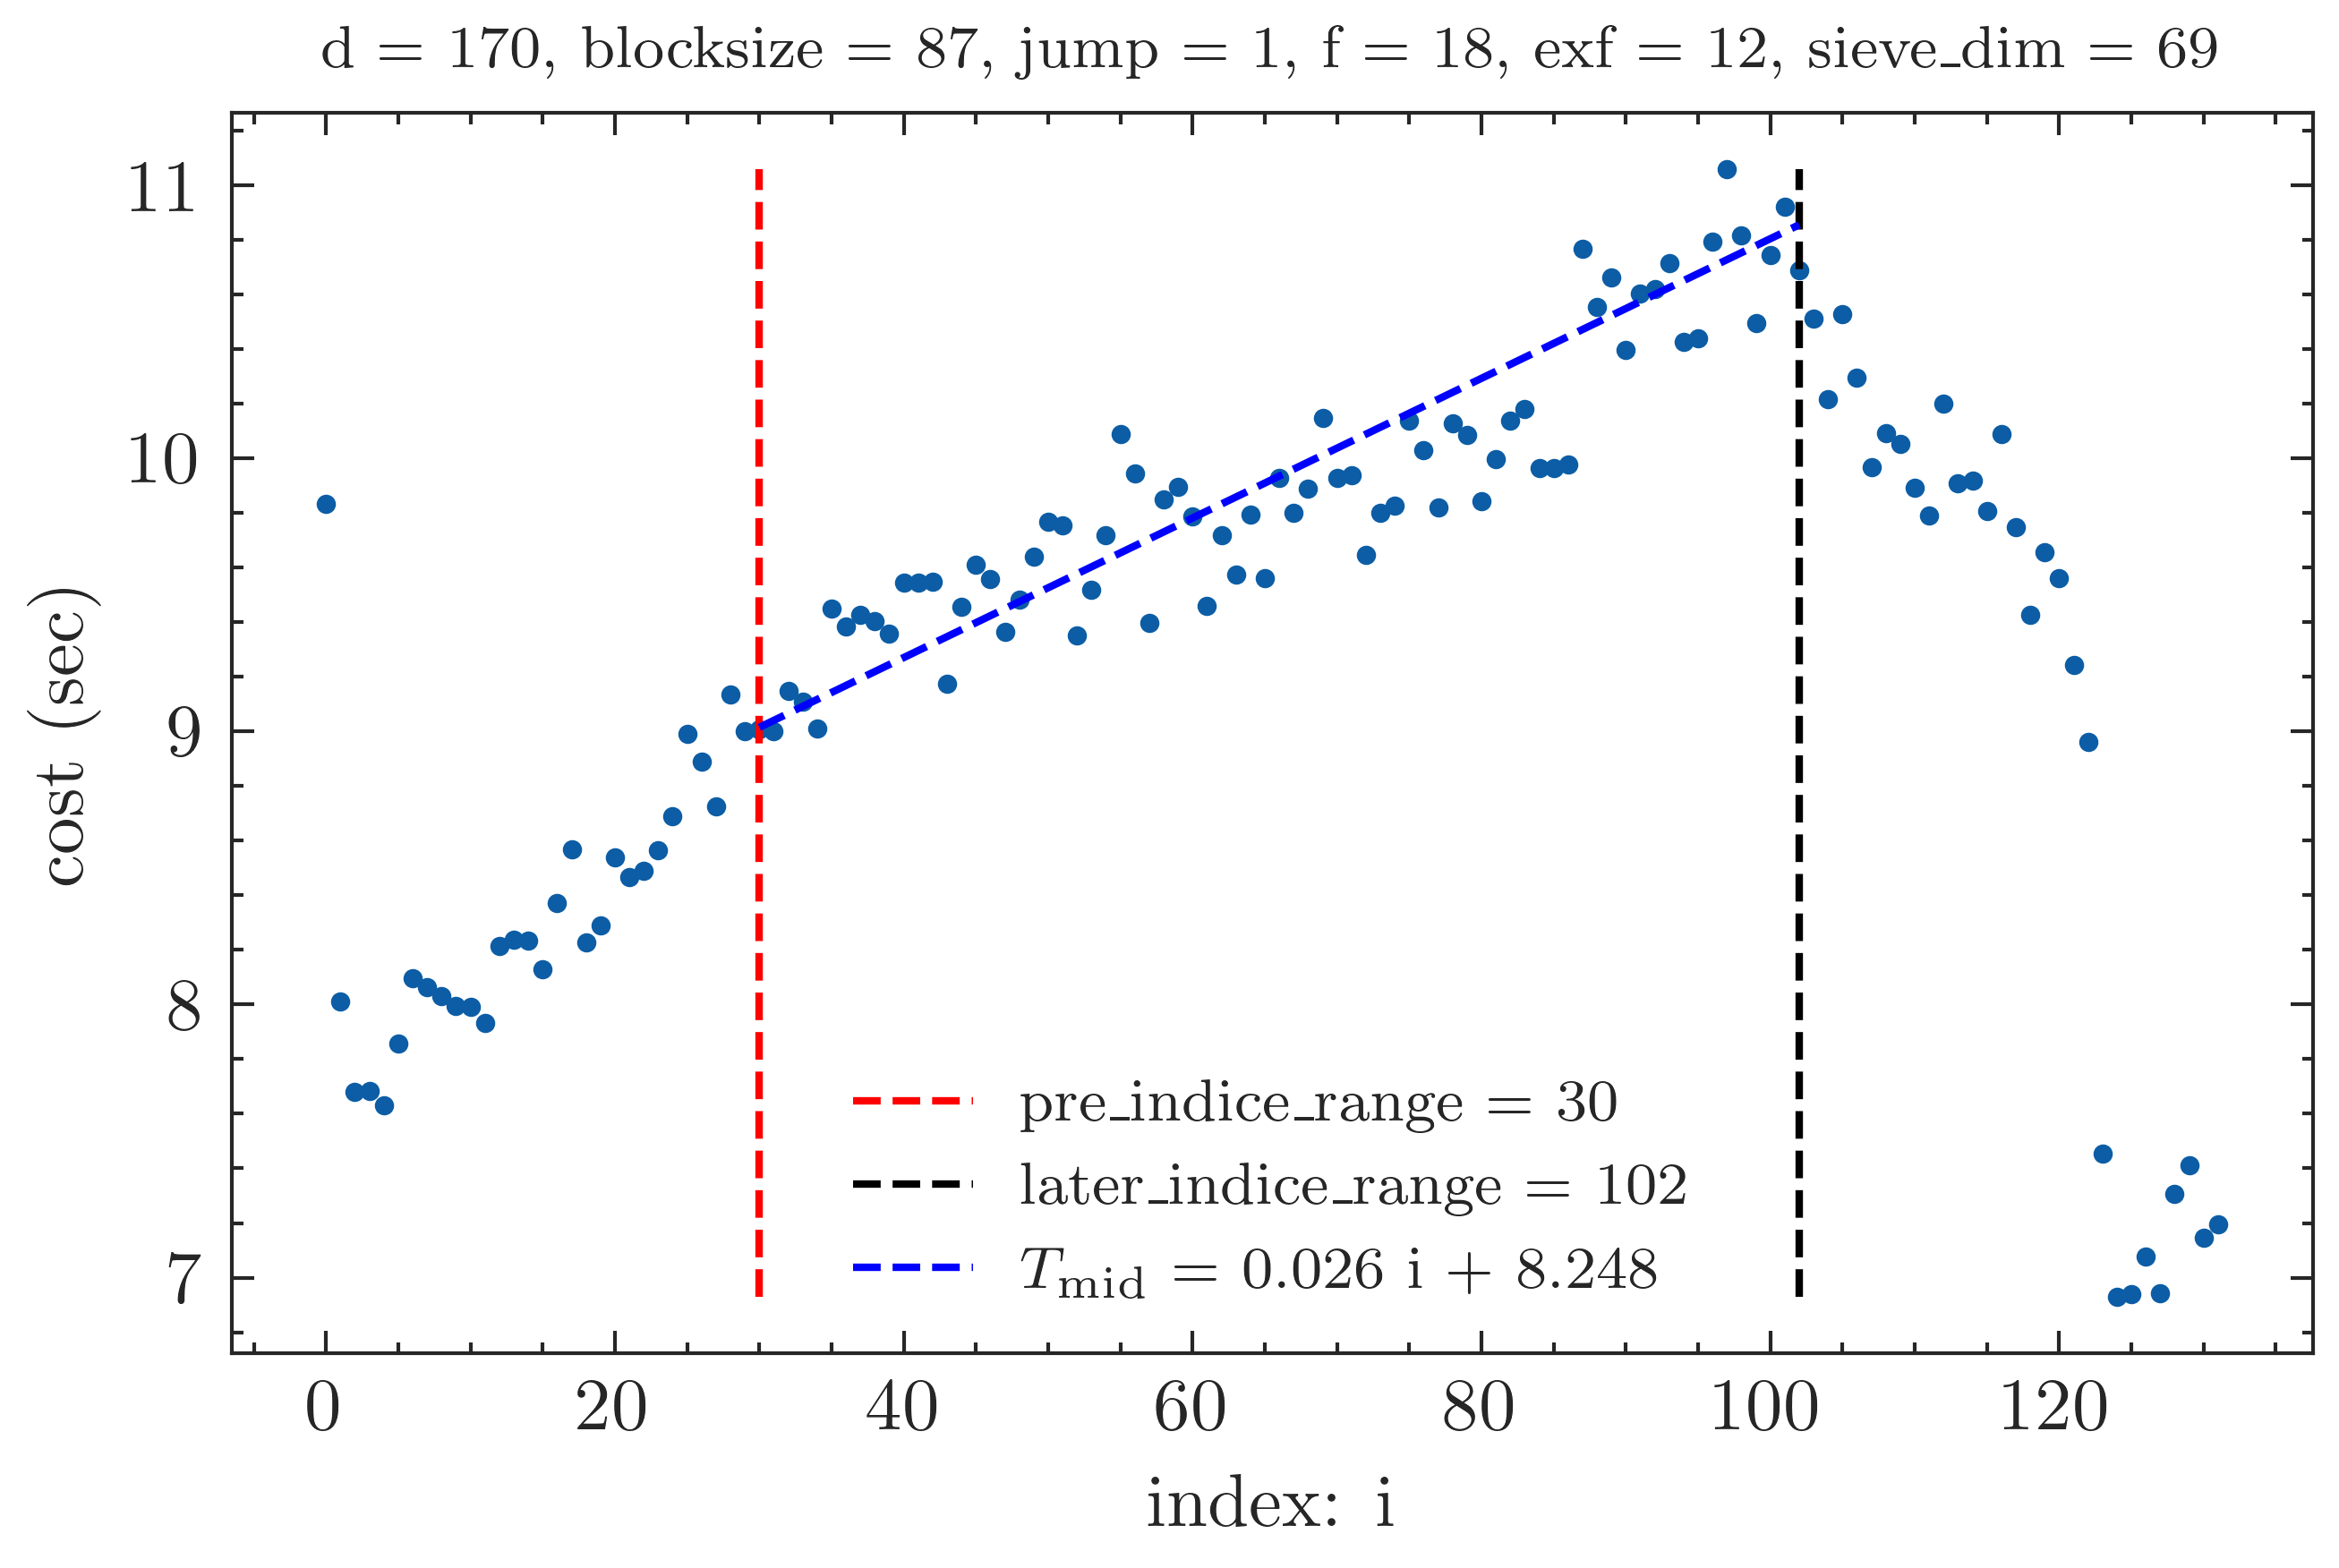 d = 170, blocksize = 87, jump = 1, f = 18, exf = 12, sieve_dim = 69
11
10
9
8
7
cost (sec)
pre_indice_range = 30
later_indice_range = 102
T_mid = 0.026 i + 8.248
0 20 40 60 80 100 120
index: i